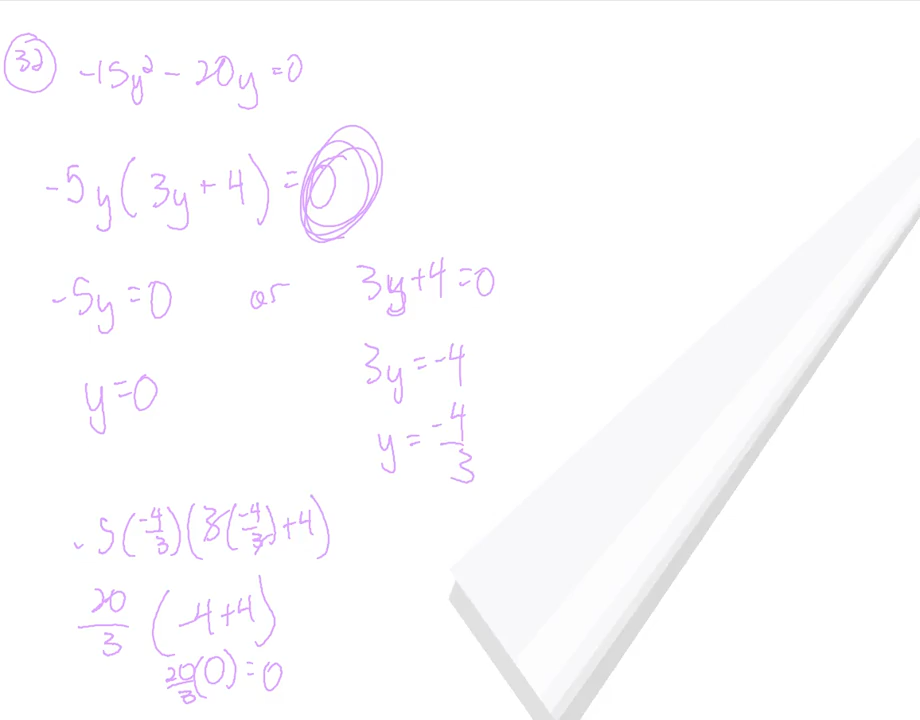 32 -15y² - 20y = 0
-5y(3y + 4) = 0
-5y = 0 or 3y + 4 = 0
3y = -4
y = 0
y = -4/3
-5(-4/3)(3(-4/3) + 4)
20/3 (-4 + 4)
20/3(0) = 0